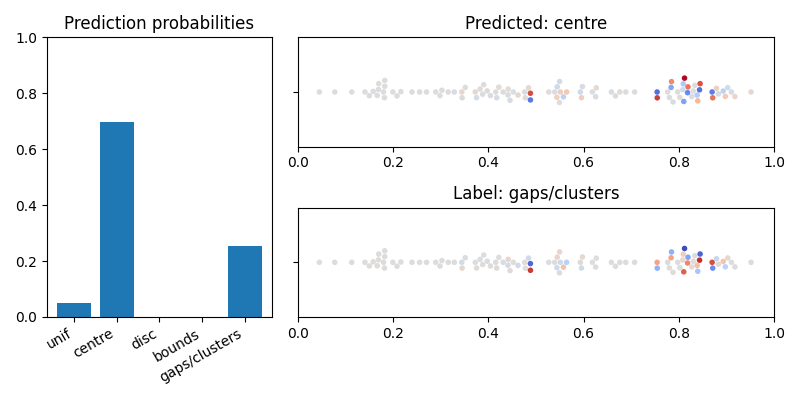 Prediction probabilities
1.0
0.8
0.6
0.4
0.2
0.0
unif
centre
disc
bounds
gaps/clusters
Predicted: centre
0.0 0.2 0.4 0.6 0.8 1.0
Label: gaps/clusters
0.0 0.2 0.4 0.6 0.8 1.0